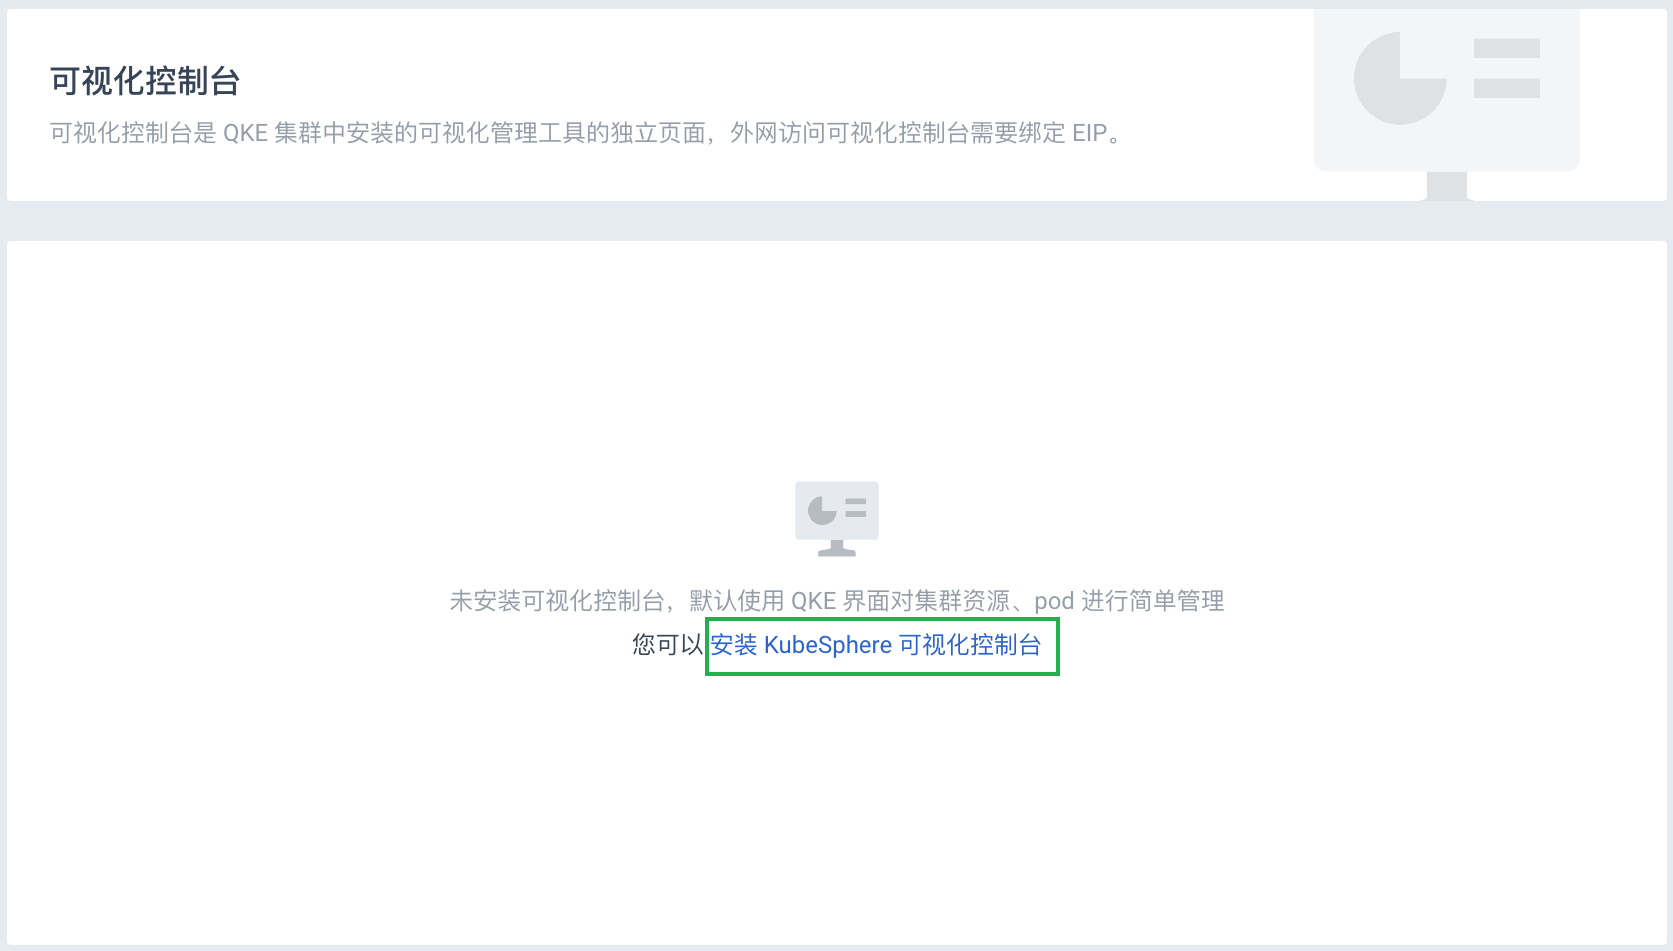 可视化控制台
可视化控制台是 QKE 集群中安装的可视化管理工具的独立页面，外网访问可视化控制台需要绑定 EIP。
未安装可视化控制台，默认使用 QKE 界面对集群资源、pod 进行简单管理
您可以 安装 KubeSphere 可视化控制台